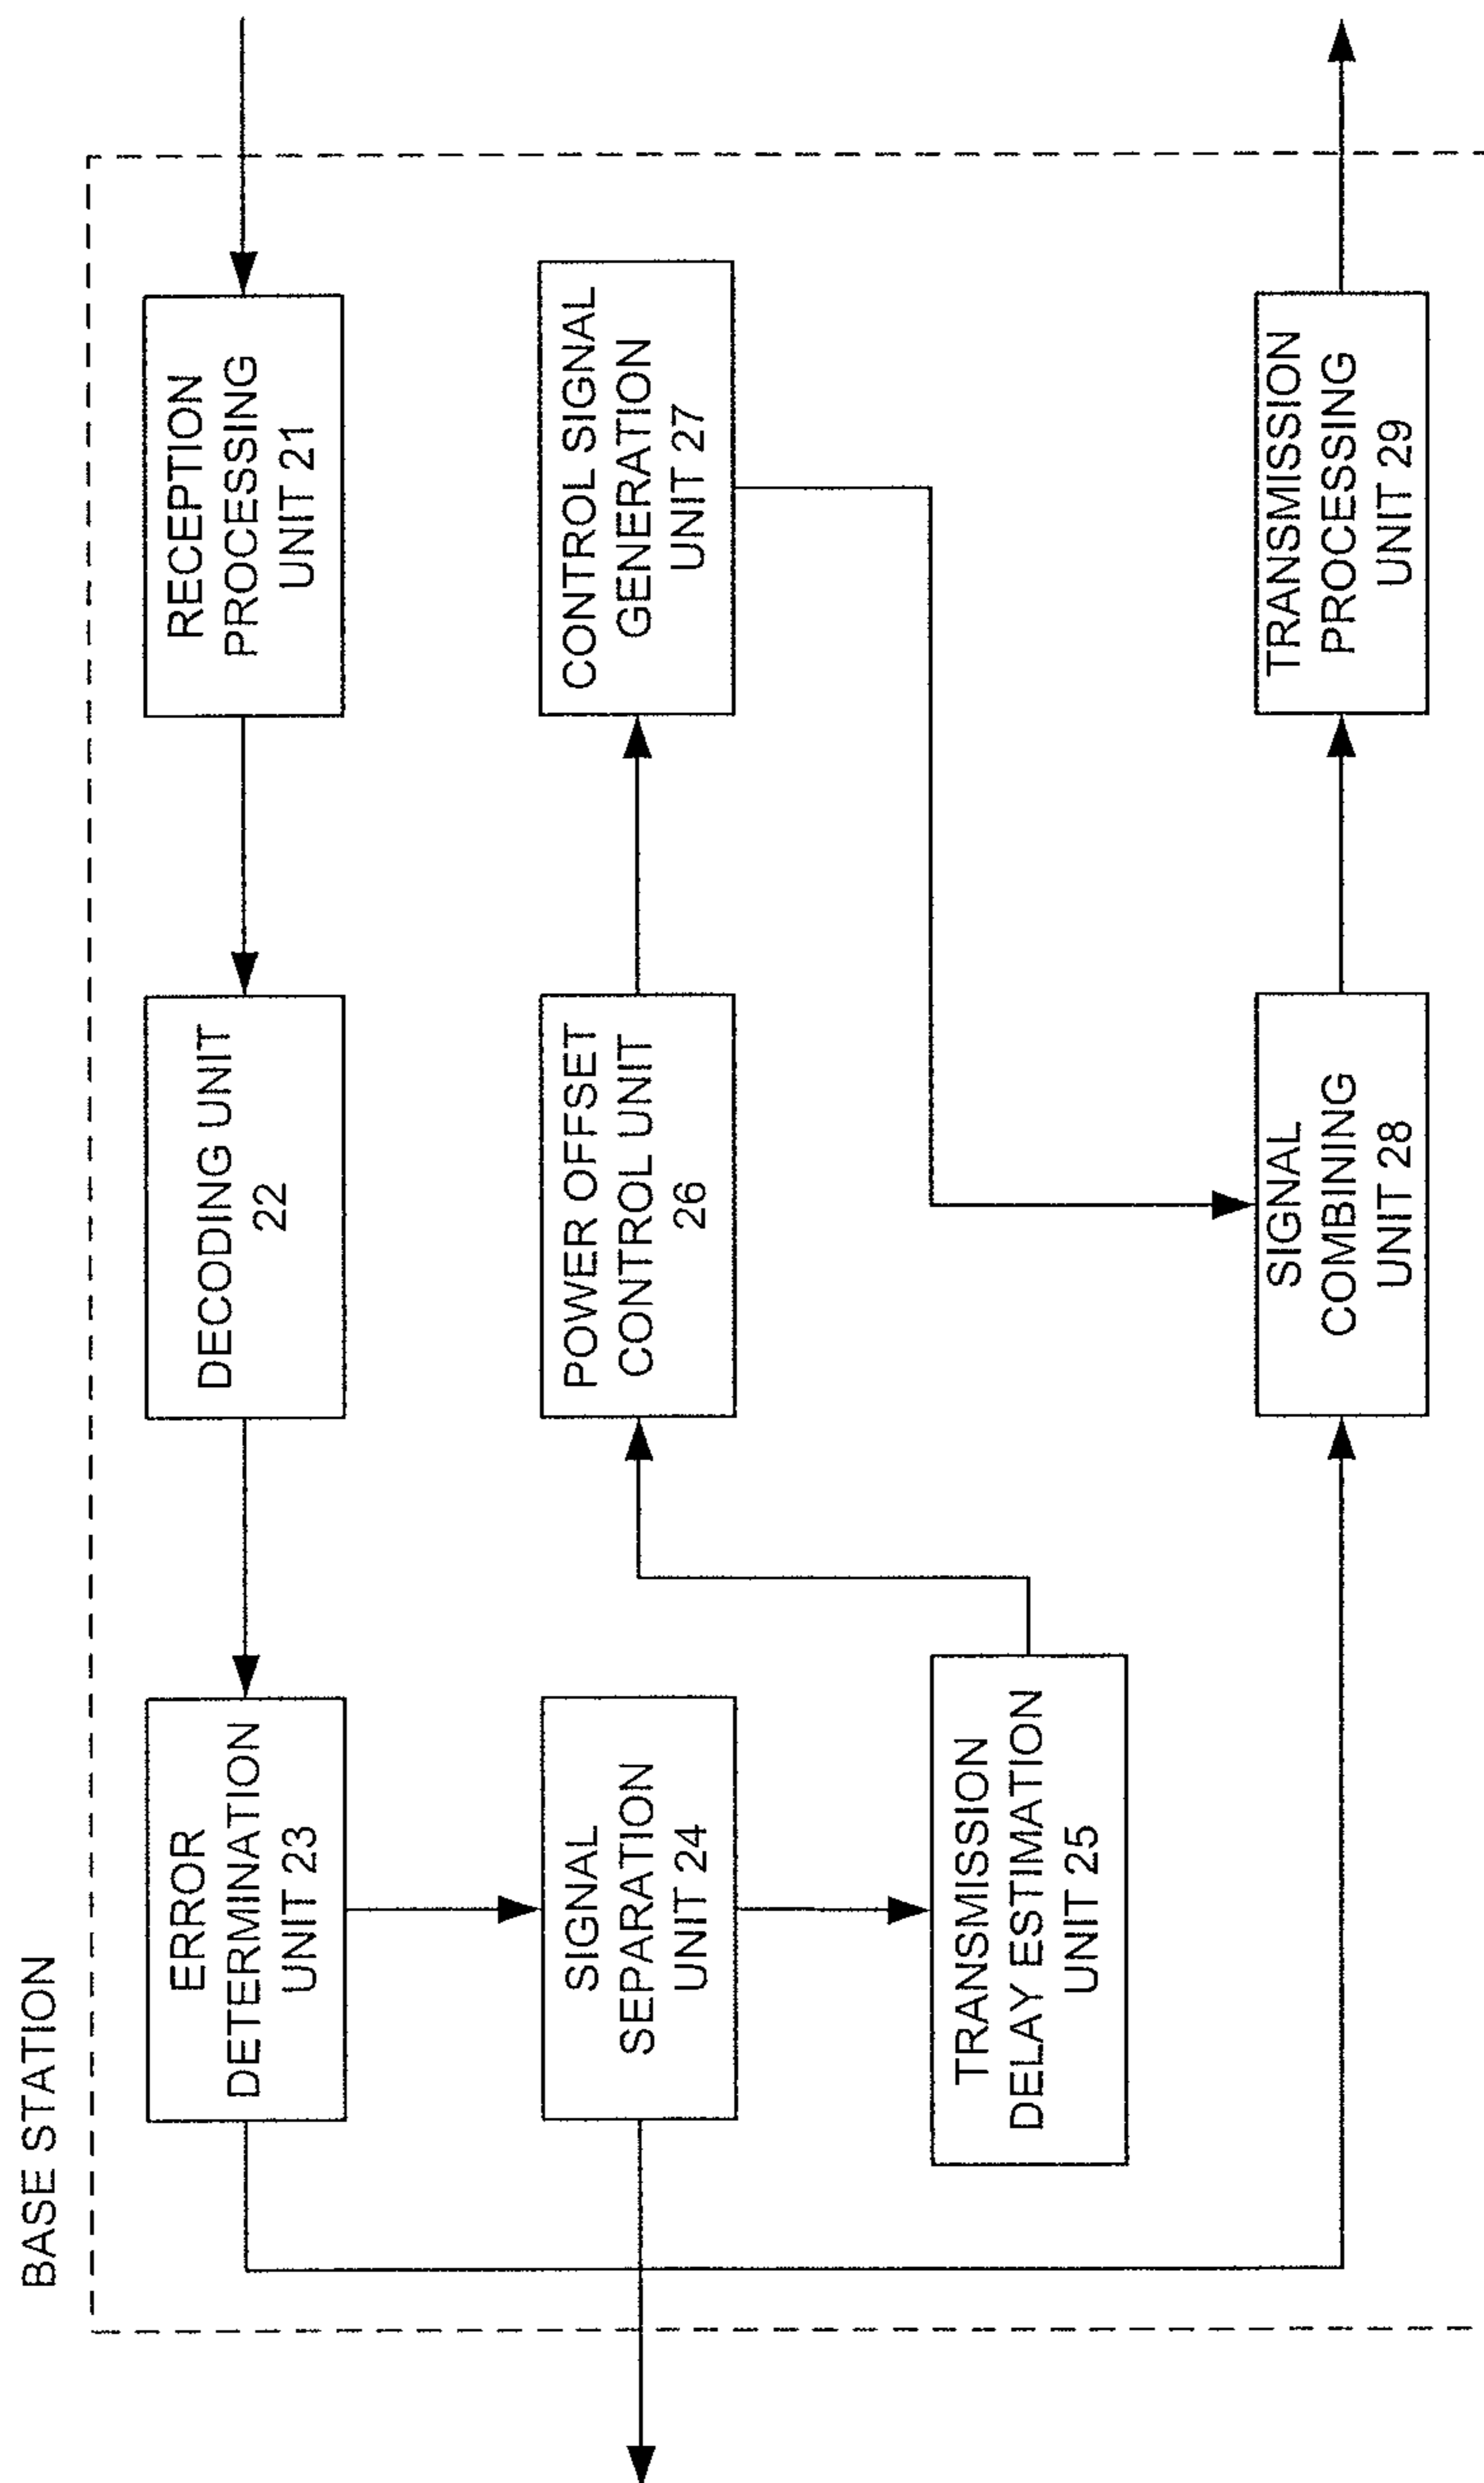 BASE STATION
RECEPTION
PROCESSING
UNIT 21
DECODING UNIT
22
ERROR
DETERMINATION
UNIT 23
SIGNAL
SEPARATION
UNIT 24
TRANSMISSION
DELAY ESTIMATION
UNIT 25
POWER OFFSET
CONTROL UNIT
26
CONTROL SIGNAL
GENERATION
UNIT 27
SIGNAL
COMBINING
UNIT 28
TRANSMISSION
PROCESSING
UNIT 29